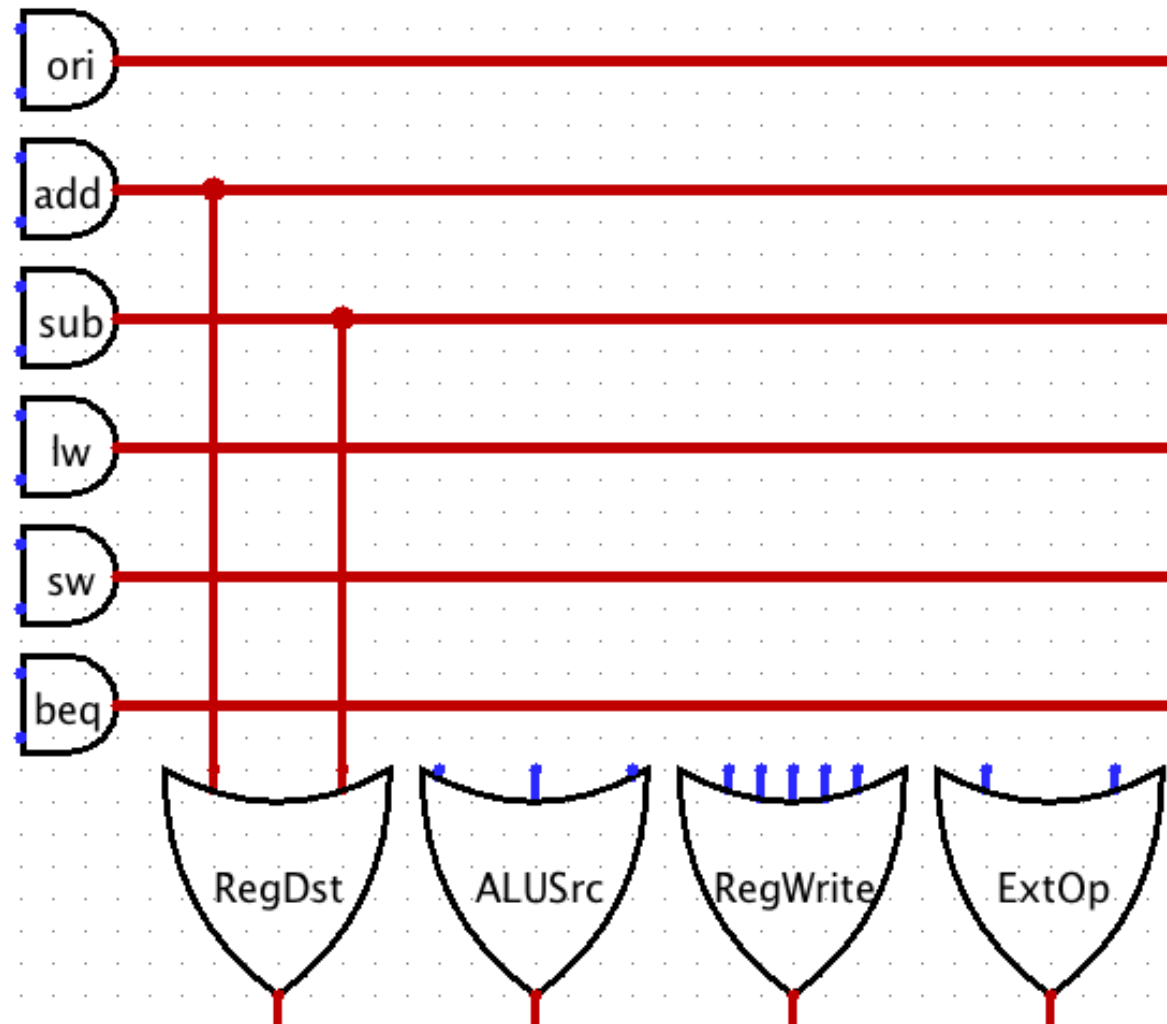 ori
add
sub
lw
sw
beq
RegDst
ALUSrc
RegWrite
ExtOp